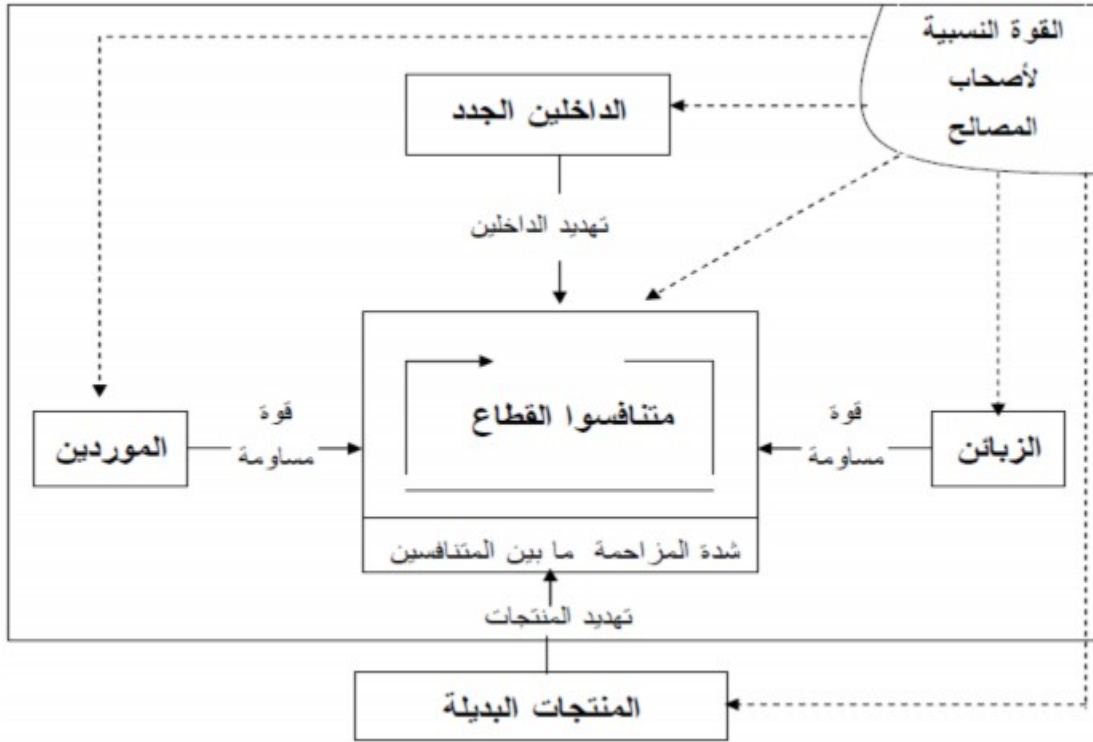 القوة النسبية
لأصحاب
المصالح
الداخلين الجدد
تهديد الداخلين
متنافسوا القطاع
قوة
مساومة
الزبائن
قوة
مساومة
الموردين
شدة المزاحمة ما بين المتنافسين
تهديد المنتجات
المنتجات البديلة